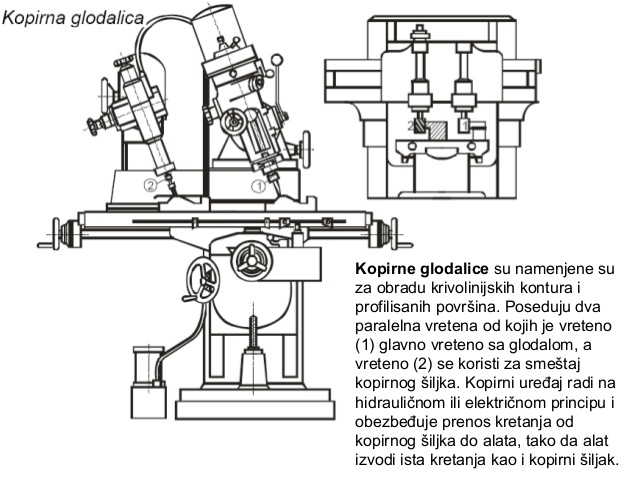 Kopirna glodalica
2
1
2
1
Kopirne glodalice su namenjene su
za obradu krivolinijskih kontura i
profilisanih površina. Poseduju dva
paralelna vretena od kojih je vreteno
(1) glavno vreteno sa glodalom, a
vreteno (2) se koristi za smeštaj
kopirnog šiljka. Kopirni uređaj radi na
hidrauličnom ili električnom principu i
obezbeđuje prenos kretanja od
kopirnog šiljka do alata, tako da alat
izvodi ista kretanja kao i kopirni šiljak.